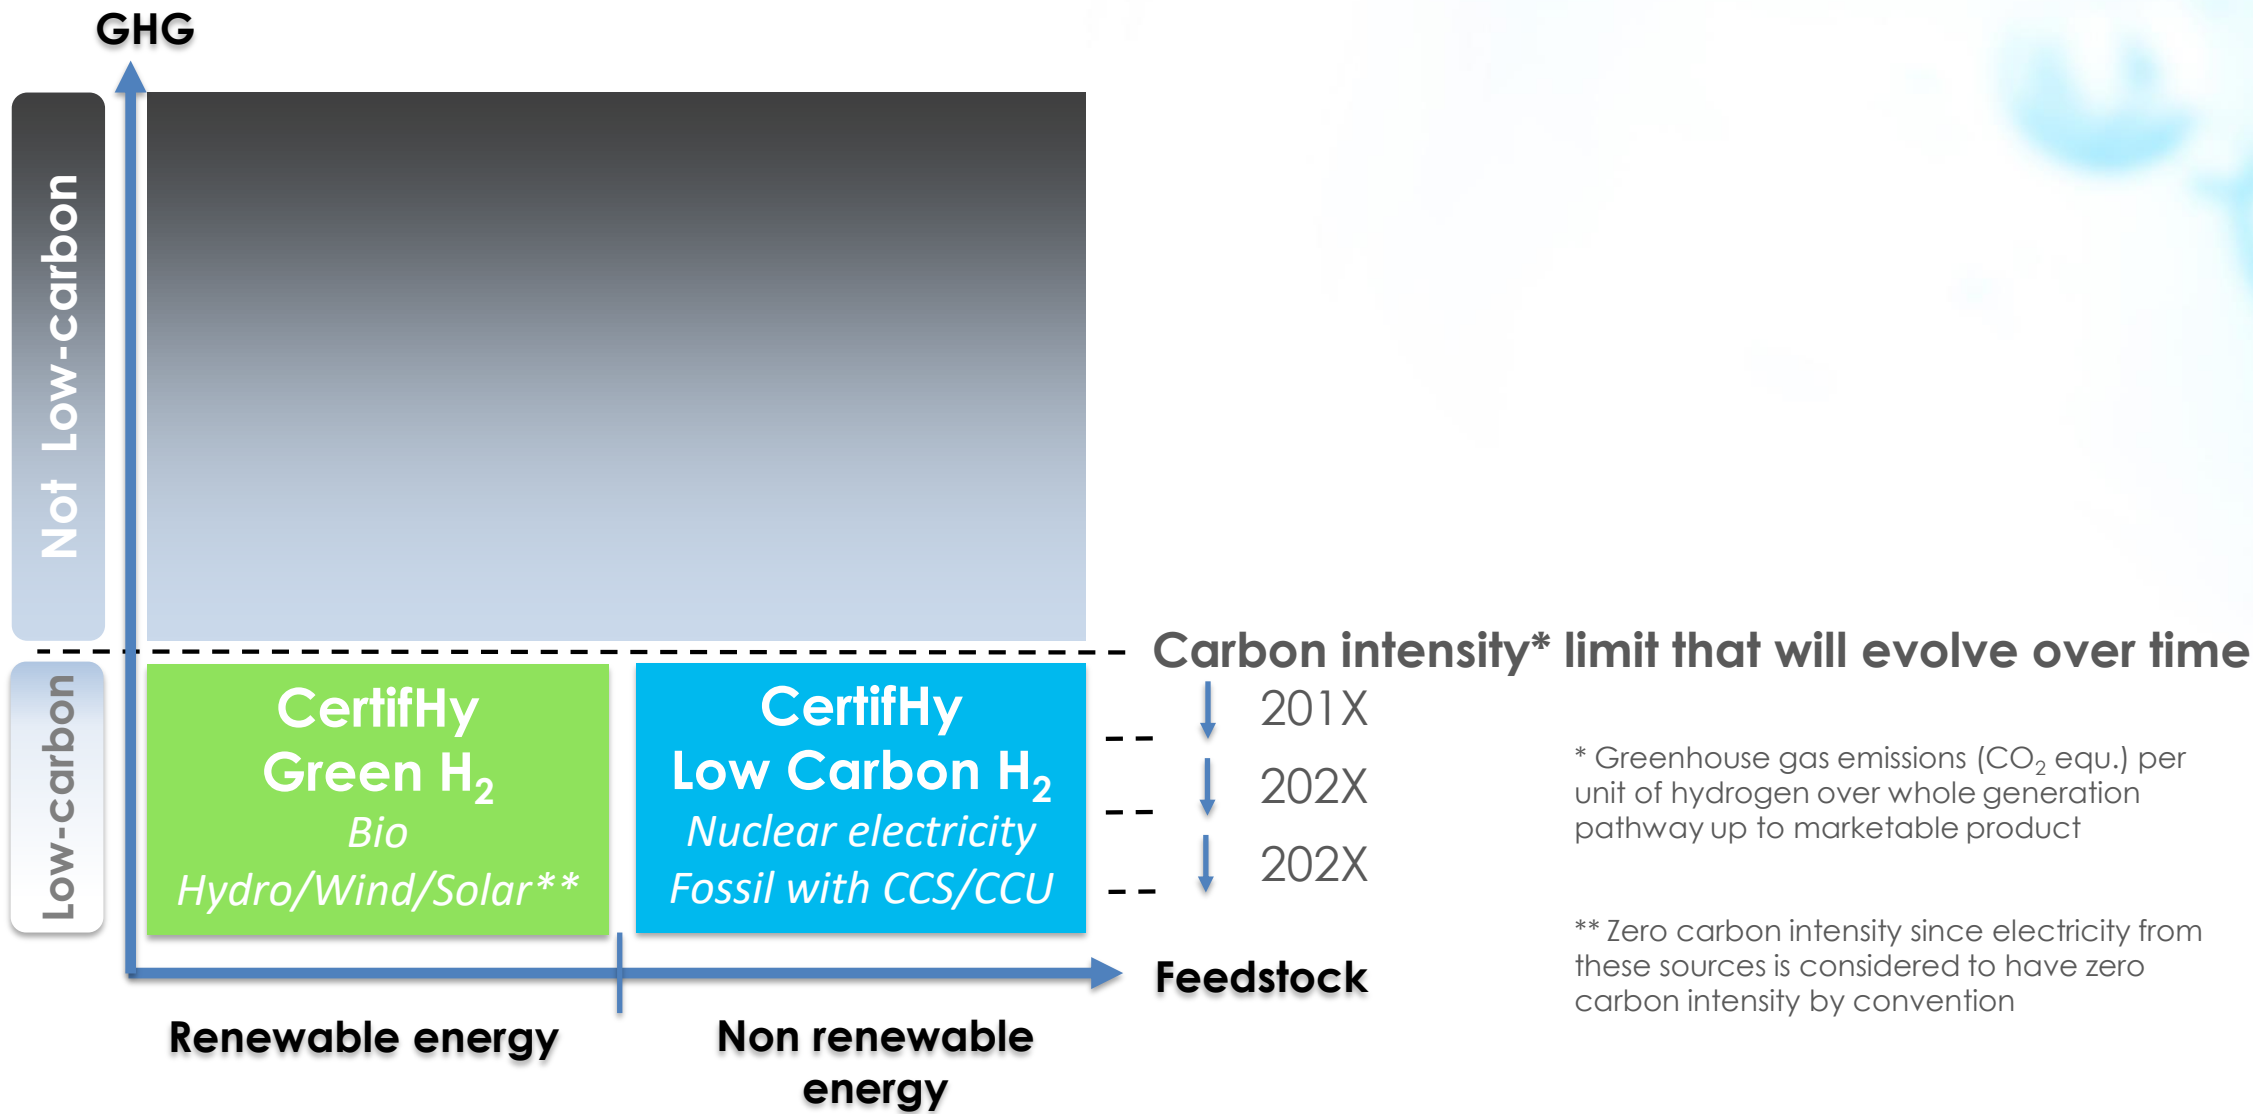 GHG
Not Low-carbon
Low-carbon
CertifHy
Green H₂
Bio
Hydro/Wind/Solar**
CertifHy
Low Carbon H₂
Nuclear electricity
Fossil with CCS/CCU
Carbon intensity* limit that will evolve over time
201X
202X
202X
* Greenhouse gas emissions (CO₂ equ.) per
unit of hydrogen over whole generation
pathway up to marketable product
** Zero carbon intensity since electricity from
these sources is considered to have zero
carbon intensity by convention
Feedstock
Renewable energy
Non renewable
energy